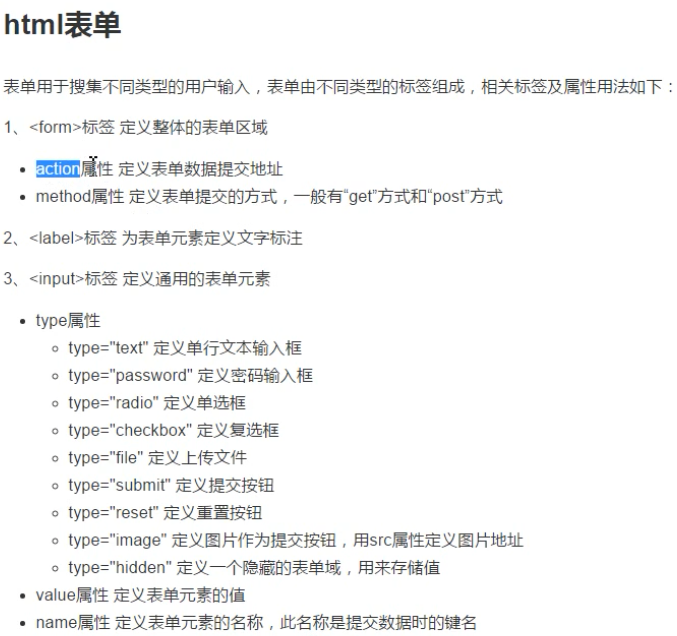 html表单
表单用于搜集不同类型的用户输入，表单由不同类型的标签组成，相关标签及属性用法如下：
1、<form>标签 定义整体的表单区域
action属性 定义表单数据提交地址
method属性 定义表单提交的方式，一般有“get”方式和“post”方式
2、<label>标签 为表单元素定义文字标注
3、<input>标签 定义通用的表单元素
type属性
type="text" 定义单行文本输入框
type="password" 定义密码输入框
type="radio" 定义单选框
type="checkbox" 定义复选框
type="file" 定义上传文件
type="submit" 定义提交按钮
type="reset" 定义重置按钮
type="image" 定义图片作为提交按钮，用src属性定义图片地址
type="hidden" 定义一个隐藏的表单域，用来存储值
value属性 定义表单元素的值
name属性 定义表单元素的名称，此名称是提交数据时的键名